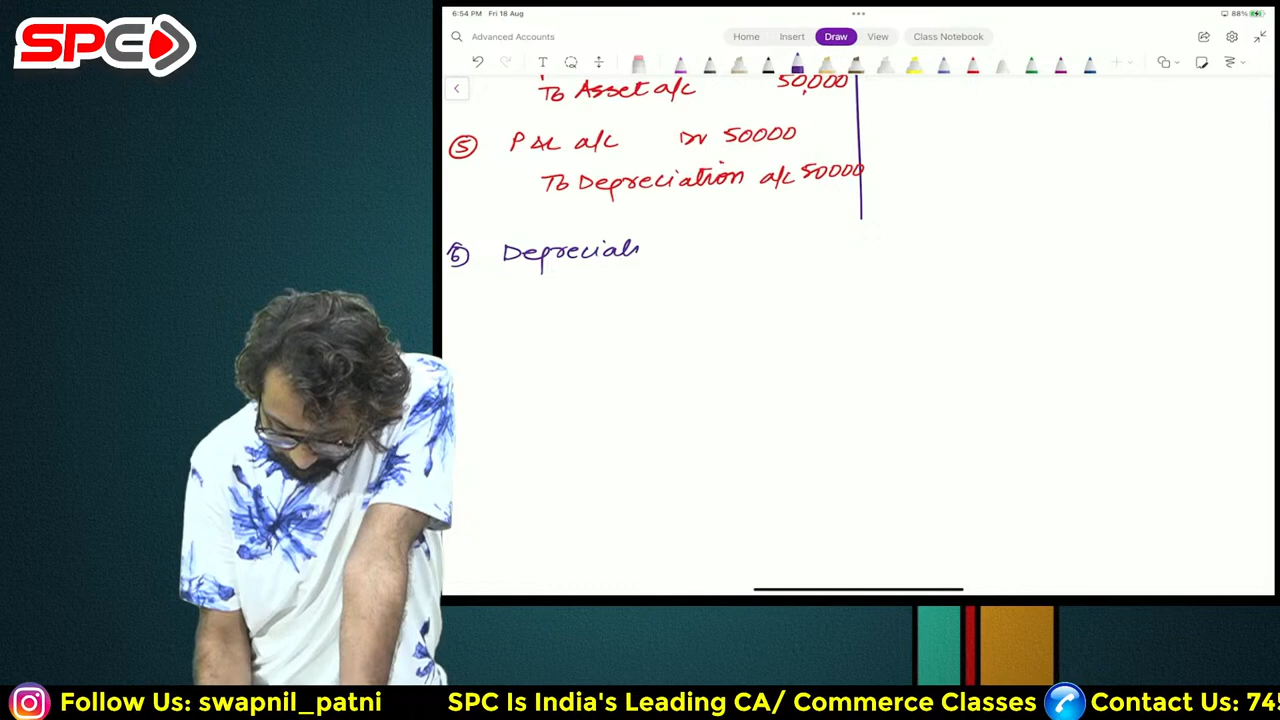 SPC
6:54 PM Fri 18 Aug
88%
Advanced Accounts
Home Insert Draw View Class Notebook
To Asset a/c 50,000
5 P&L a/c Dr 50000
To Depreciation a/c 50000
6 Depreciati
Follow Us: swapnil_patni
SPC Is India's Leading CA/ Commerce Classes
Contact Us: 74